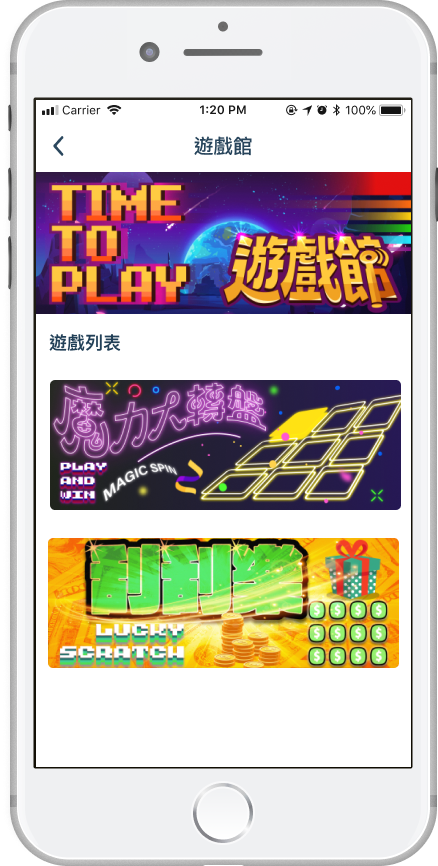 Carrier 1:20 PM 100%
遊戲館
TIME
TO
PLAY
遊戲館
遊戲列表
魔力大轉盤
MAGIC SPIN
PLAY
AND
WIN
刮刮樂
LUCKY
SCRATCH
$ $ $ $
$ $ $ $
$ $ $ $